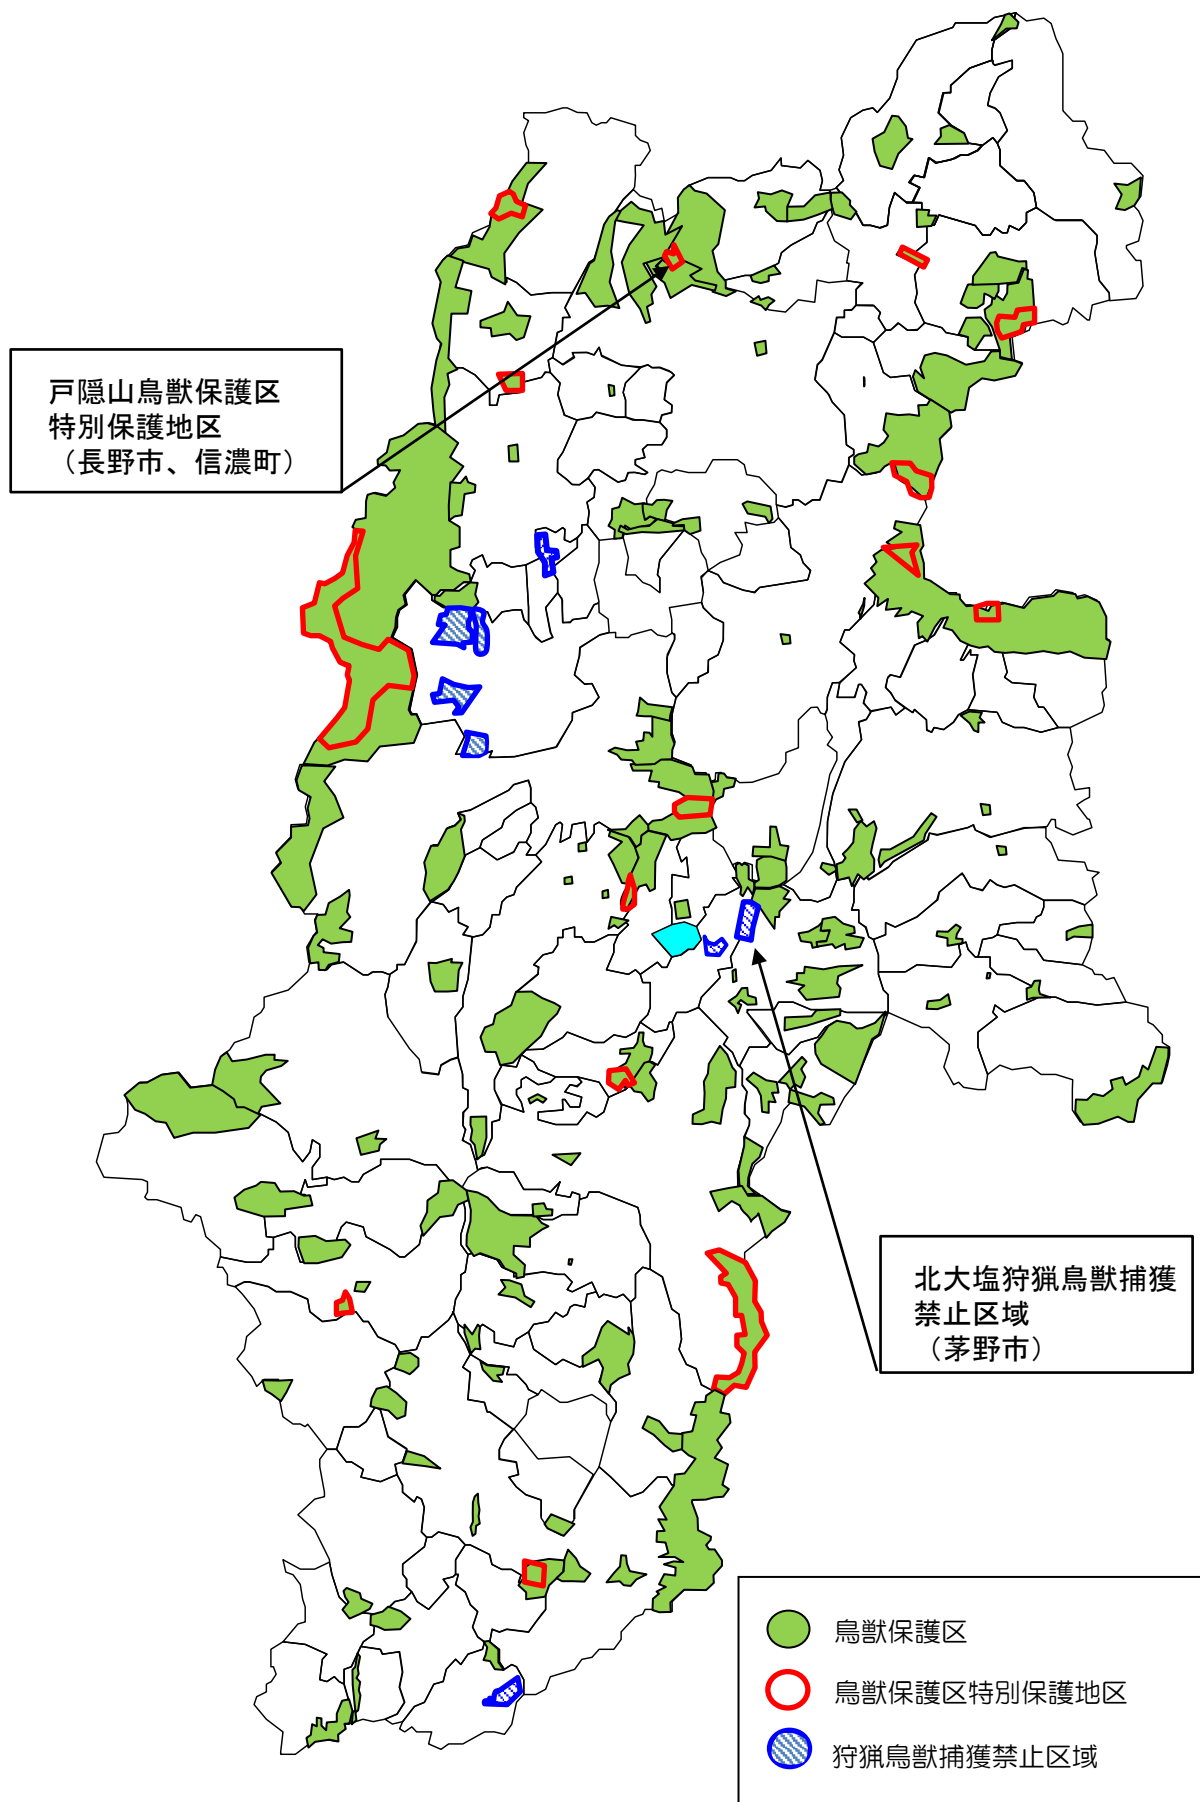 戸隠山鳥獣保護区
特別保護地区
（長野市、信濃町）
北大塩狩猟鳥獣捕獲
禁止区域
（茅野市）
鳥獣保護区
鳥獣保護区特別保護地区
狩猟鳥獣捕獲禁止区域